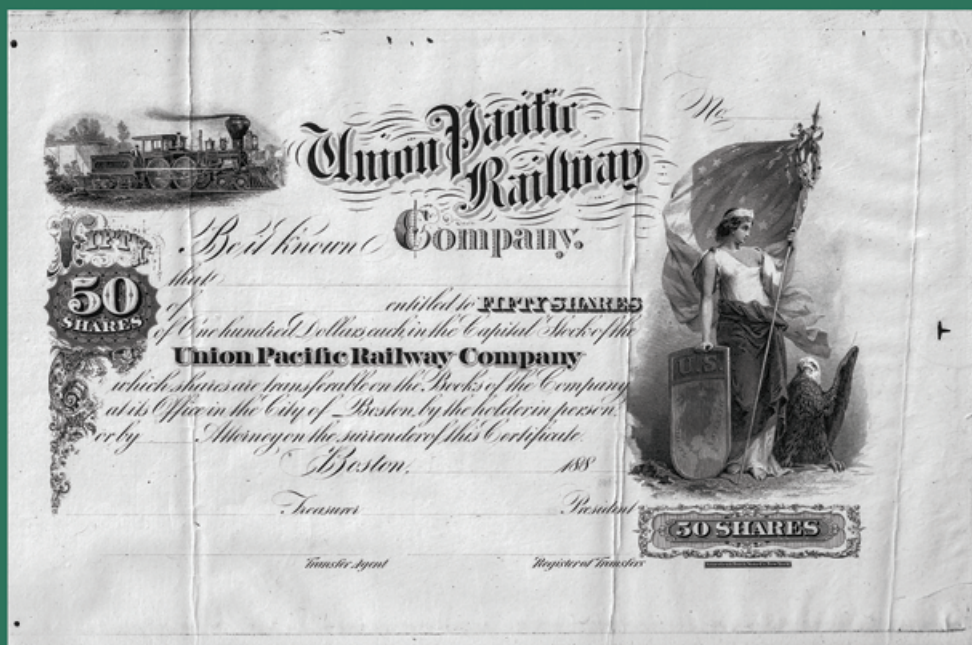 No.
Union Pacific
Railway
Company.
FIFTY
50
SHARES
Be it known
that
of entitled to FIFTY SHARES
of One hundred Dollars each in the Capital Stock of the
Union Pacific Railway Company
which shares are transferable on the Books of the Company
at its Office in the City of Boston, by the holder in person
or by Attorney on the surrender of this Certificate.
Boston, 188
U.S.
Treasurer President
50 SHARES
Transfer Agent Register of Transfers